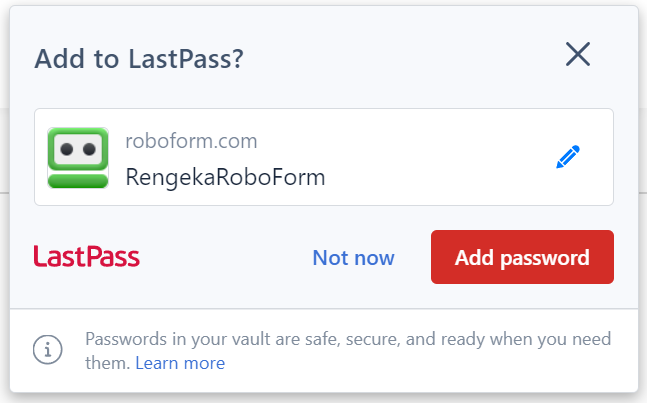 Add to LastPass?
roboform.com
RengekaRoboForm
LastPass
Not now
Add password
Passwords in your vault are safe, secure, and ready when you need
them. Learn more